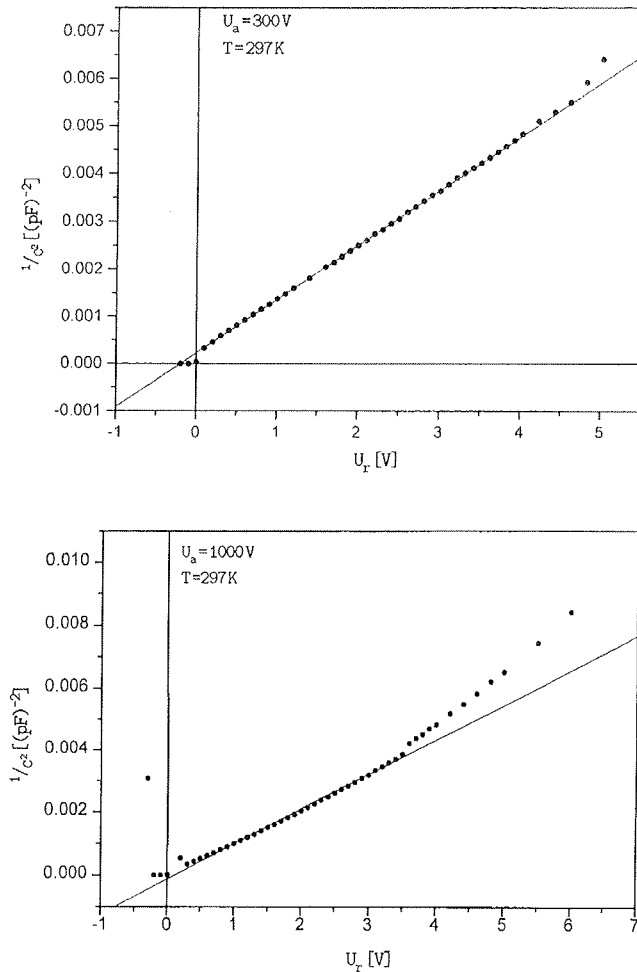 U_a=300V
T=297K
0.007
0.006
0.005
0.004
0.003
0.002
0.001
0.000
-0.001
1/C² [(pF)⁻²]
-1 0 1 2 3 4 5
U_r [V]
U_a=1000V
T=297K
0.010
0.008
0.006
0.004
0.002
0.000
1/C² [(pF)⁻²]
-1 0 1 2 3 4 5 6 7
U_r [V]